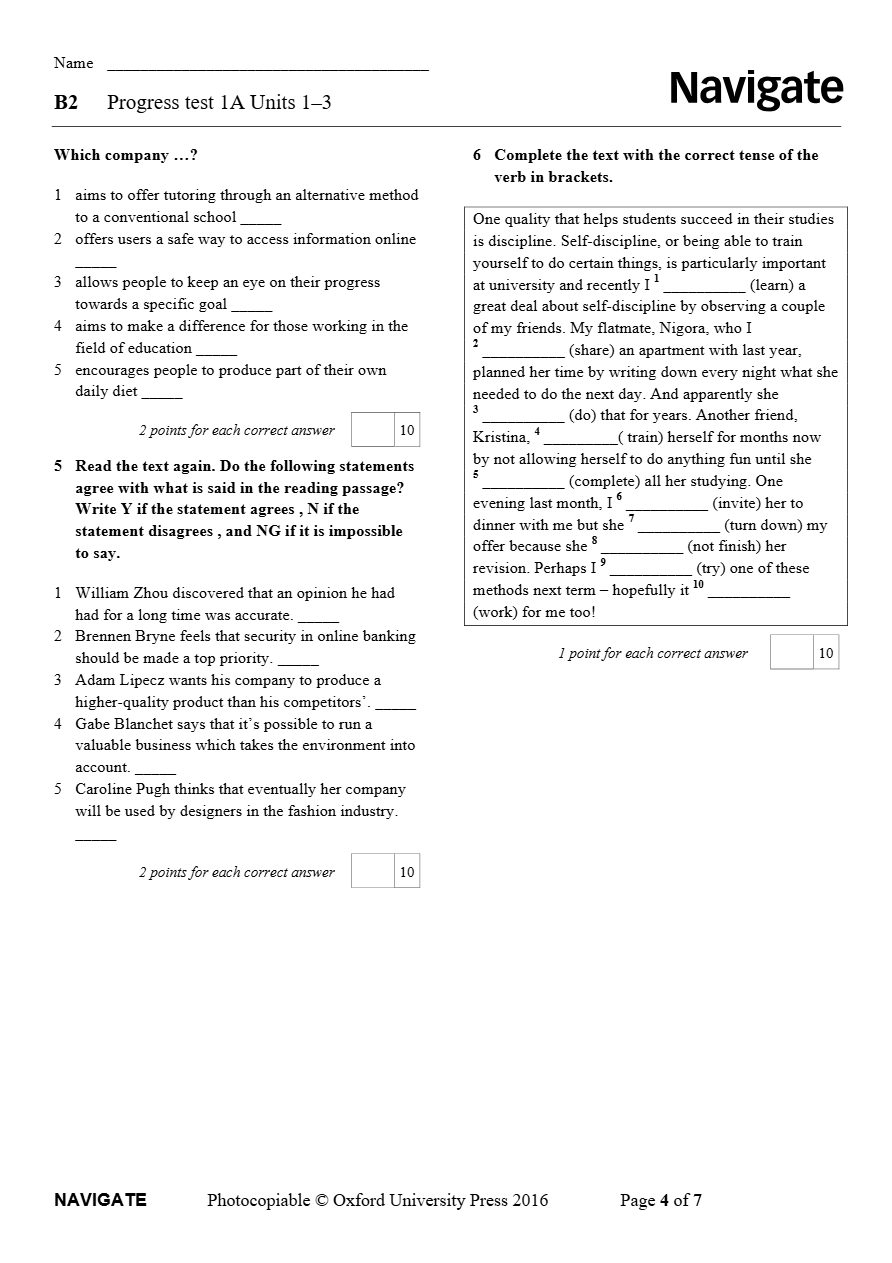 Name _______________________________________
Navigate
B2 Progress test 1A Units 1–3
Which company …?
1 aims to offer tutoring through an alternative method
to a conventional school _____
2 offers users a safe way to access information online
_____
3 allows people to keep an eye on their progress
towards a specific goal _____
4 aims to make a difference for those working in the
field of education _____
5 encourages people to produce part of their own
daily diet _____
2 points for each correct answer 10
5 Read the text again. Do the following statements
agree with what is said in the reading passage?
Write Y if the statement agrees , N if the
statement disagrees , and NG if it is impossible
to say.
1 William Zhou discovered that an opinion he had
had for a long time was accurate. _____
2 Brennen Bryne feels that security in online banking
should be made a top priority. _____
3 Adam Lipecz wants his company to produce a
higher-quality product than his competitors’. _____
4 Gabe Blanchet says that it’s possible to run a
valuable business which takes the environment into
account. _____
5 Caroline Pugh thinks that eventually her company
will be used by designers in the fashion industry.
_____
2 points for each correct answer 10
6 Complete the text with the correct tense of the
verb in brackets.
One quality that helps students succeed in their studies
is discipline. Self-discipline, or being able to train
yourself to do certain things, is particularly important
at university and recently I 1 __________ (learn) a
great deal about self-discipline by observing a couple
of my friends. My flatmate, Nigora, who I
2 __________ (share) an apartment with last year,
planned her time by writing down every night what she
needed to do the next day. And apparently she
3 __________ (do) that for years. Another friend,
Kristina, 4 _________( train) herself for months now
by not allowing herself to do anything fun until she
5 __________ (complete) all her studying. One
evening last month, I 6 __________ (invite) her to
dinner with me but she 7 __________ (turn down) my
offer because she 8 __________ (not finish) her
revision. Perhaps I 9 __________ (try) one of these
methods next term – hopefully it 10 __________
(work) for me too!
1 point for each correct answer 10
NAVIGATE Photocopiable © Oxford University Press 2016 Page 4 of 7